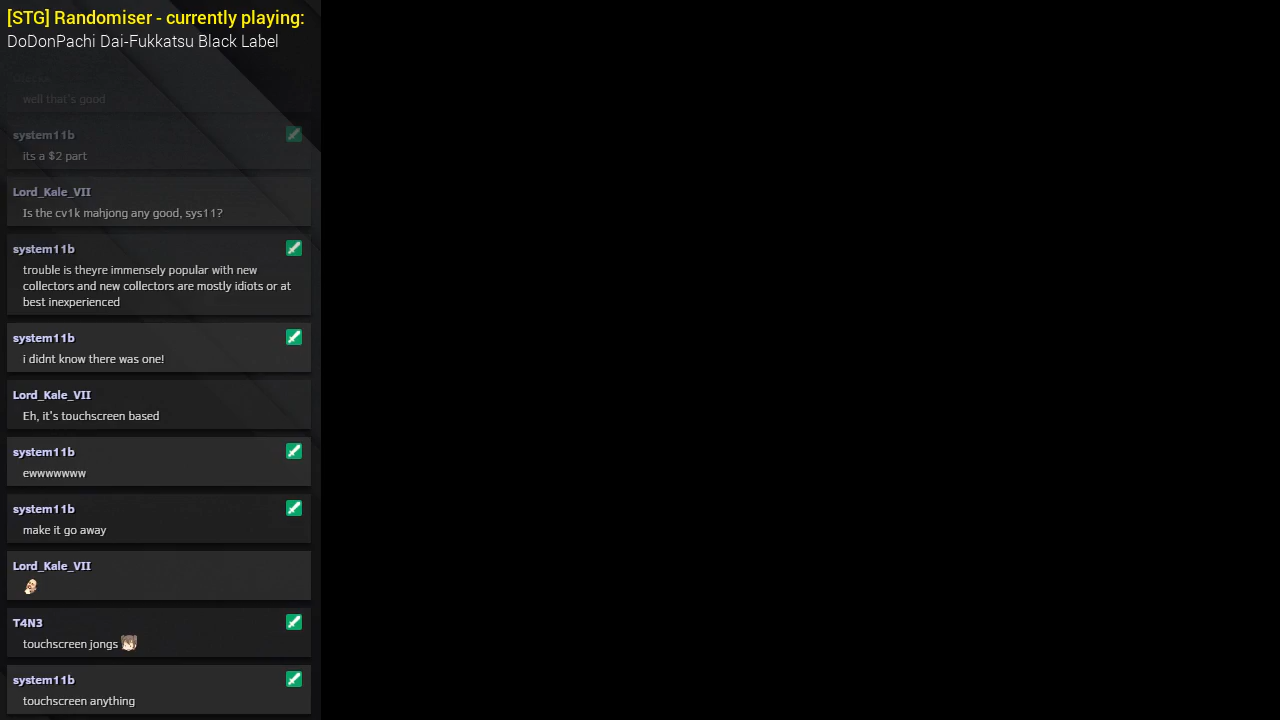 [STG] Randomiser - currently playing:
DoDonPachi Dai-Fukkatsu Black Label
well that's good
system11b
its a $2 part
Lord_Kale_VII
Is the cv1k mahjong any good, sys11?
system11b
trouble is theyre immensely popular with new
collectors and new collectors are mostly idiots or at
best inexperienced
system11b
i didnt know there was one!
Lord_Kale_VII
Eh, it's touchscreen based
system11b
ewwwwwww
system11b
make it go away
Lord_Kale_VII
T4N3
touchscreen jongs
system11b
touchscreen anything